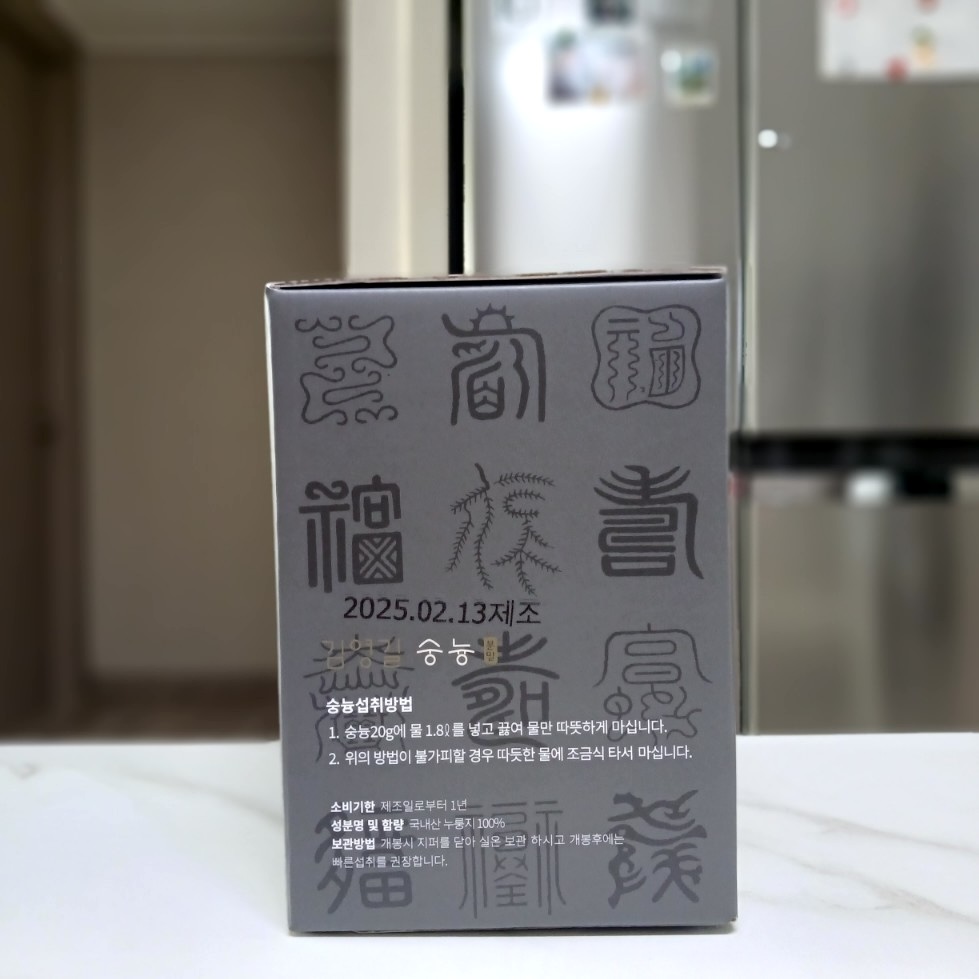 2025.02.13제조
김영길 숭늉 분말
숭늉섭취방법
1. 숭늉20g에 물 1.8ℓ를 넣고 끓여 물만 따뜻하게 마십니다.
2. 위의 방법이 불가피할 경우 따듯한 물에 조금식 타서 마십니다.
소비기한 제조일로부터 1년
성분명 및 함량 국내산 누룽지 100%
보관방법 개봉시 지퍼를 닫아 실온 보관 하시고 개봉후에는
빠른섭취를 권장합니다.